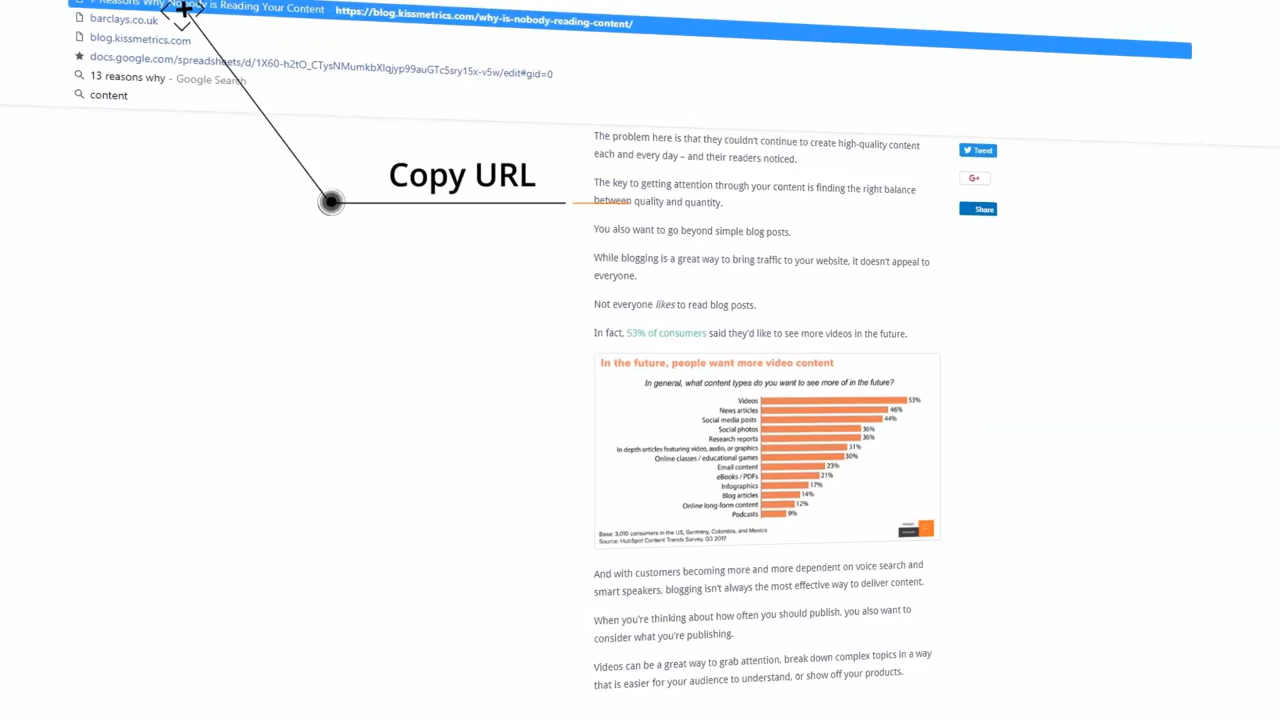 7 Reasons Why Nobody is Reading Your Content https://blog.kissmetrics.com/why-is-nobody-reading-content/
barclays.co.uk
blog.kissmetrics.com
docs.google.com/spreadsheets/d/1X60-h2tO_CTysNMumkbXlqjyp99auGTc5sry15x-v5w/edit#gid=0
13 reasons why - Google Search
content
Copy URL
The problem here is that they couldn't continue to create high-quality content
each and every day – and their readers noticed.
The key to getting attention through your content is finding the right balance
between quality and quantity.
You also want to go beyond simple blog posts.
While blogging is a great way to bring traffic to your website, it doesn't appeal to
everyone.
Not everyone likes to read blog posts.
In fact, 53% of consumers said they'd like to see more videos in the future.
Tweet
G+
Share
In the future, people want more video content
In general, what content types do you want to see more of in the future?
Videos 53%
News articles 46%
Social media posts 44%
Social photos 36%
Research reports 36%
In depth articles featuring video, audio, or graphics 31%
Online classes / educational games 30%
Email content 23%
eBooks / PDFs 21%
Infographics 17%
Blog articles 14%
Online long-form content 12%
Podcasts 9%
Base: 3,010 consumers in the US, Germany, Colombia, and Mexico
Source: HubSpot Content Trends Survey, Q3 2017
And with customers becoming more and more dependent on voice search and
smart speakers, blogging isn't always the most effective way to deliver content.
When you're thinking about how often you should publish, you also want to
consider what you're publishing.
Videos can be a great way to grab attention, break down complex topics in a way
that is easier for your audience to understand, or show off your products.